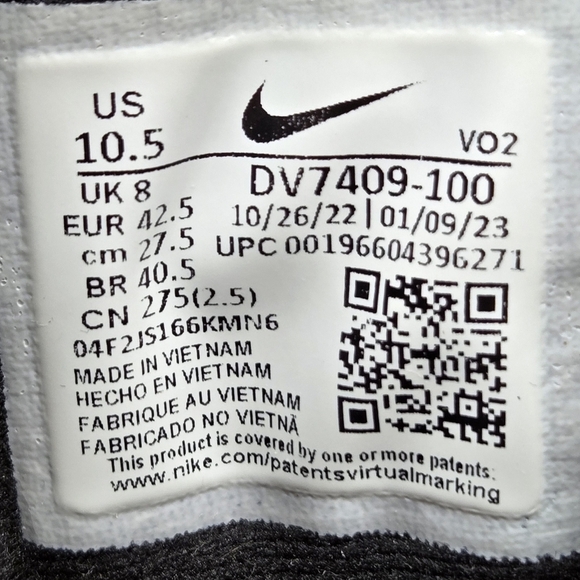 US
10.5
VO2
UK 8
DV7409-100
EUR 42.5
10/26/22 | 01/09/23
cm 27.5
UPC 00196604396271
BR 40.5
CN 275(2.5)
04F2JS166KMN6
MADE IN VIETNAM
HECHO EN VIETNAM
FABRIQUE AU VIETNAM
FABRICADO NO VIETNÃ
This product is covered by one or more patents:
www.nike.com/patentsvirtualmarking